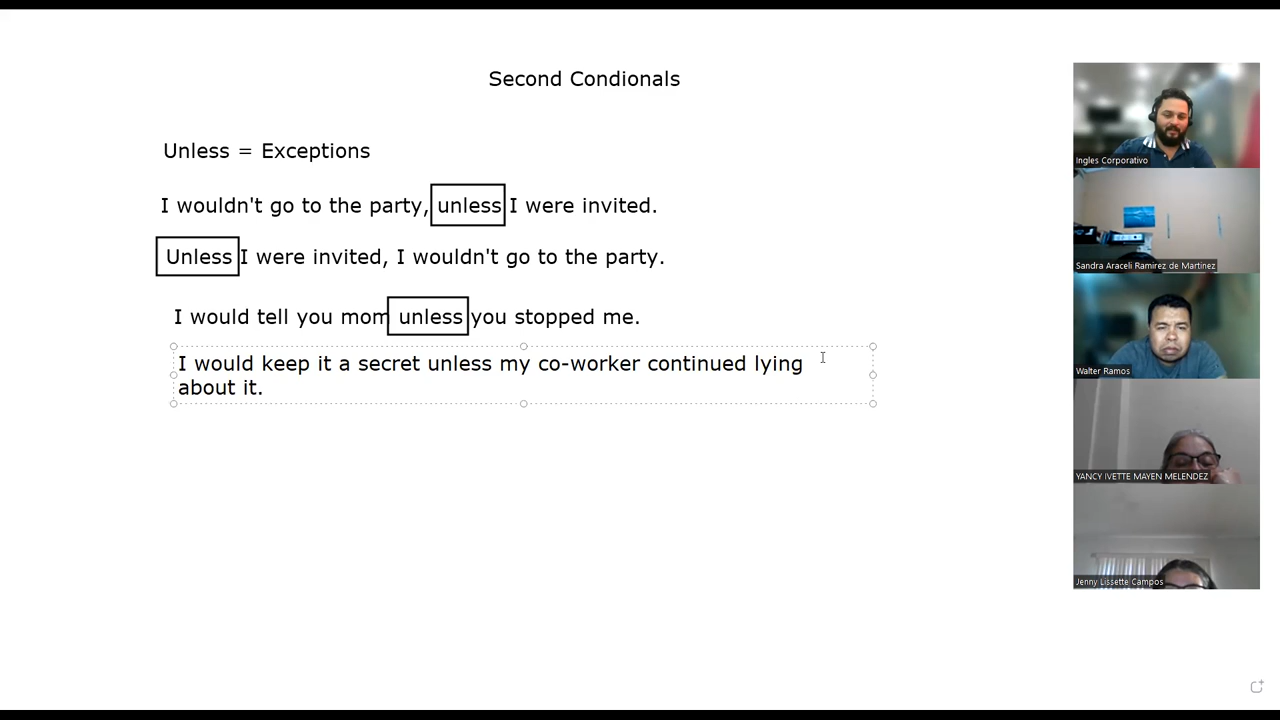 Second Condionals
Unless = Exceptions
I wouldn't go to the party, unless I were invited.
Unless I were invited, I wouldn't go to the party.
I would tell you mom unless you stopped me.
I would keep it a secret unless my co-worker continued lying
about it.
Ingles Corporativo
Sandra Araceli Ramirez de Martinez
Walter Ramos
YANCY IVETTE MAYEN MELENDEZ
Jenny Lissette Campos